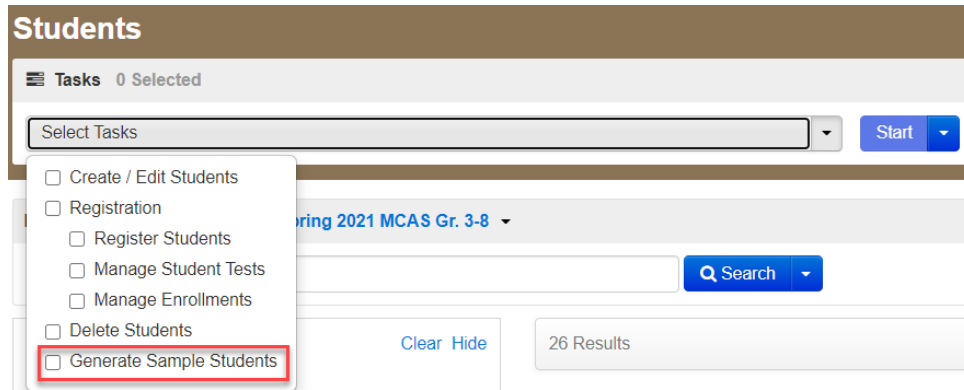 Students
Tasks 0 Selected
Select Tasks
Start
Create / Edit Students
Registration
Register Students
Manage Student Tests
Manage Enrollments
Delete Students
Generate Sample Students
2021 MCAS Gr. 3-8
Search
Clear Hide
26 Results